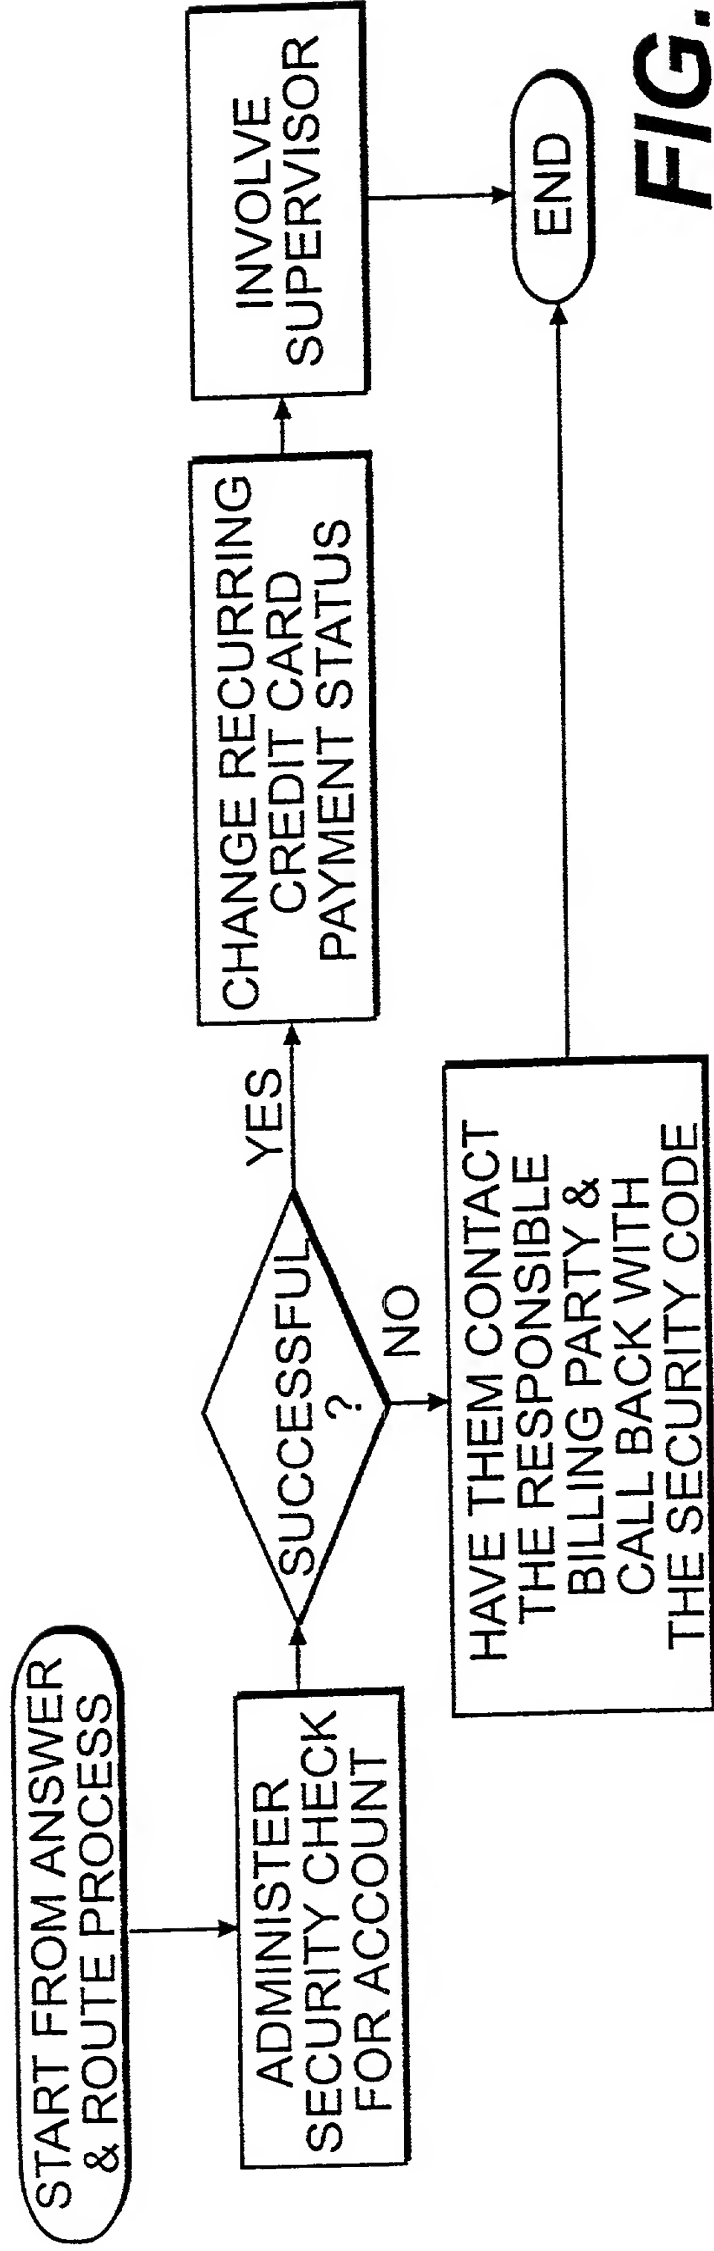 START FROM ANSWER
& ROUTE PROCESS
ADMINISTER
SECURITY CHECK
FOR ACCOUNT
SUCCESSFUL
?
YES
NO
CHANGE RECURRING
CREDIT CARD
PAYMENT STATUS
INVOLVE
SUPERVISOR
HAVE THEM CONTACT
THE RESPONSIBLE
BILLING PARTY &
CALL BACK WITH
THE SECURITY CODE
END
FIG.